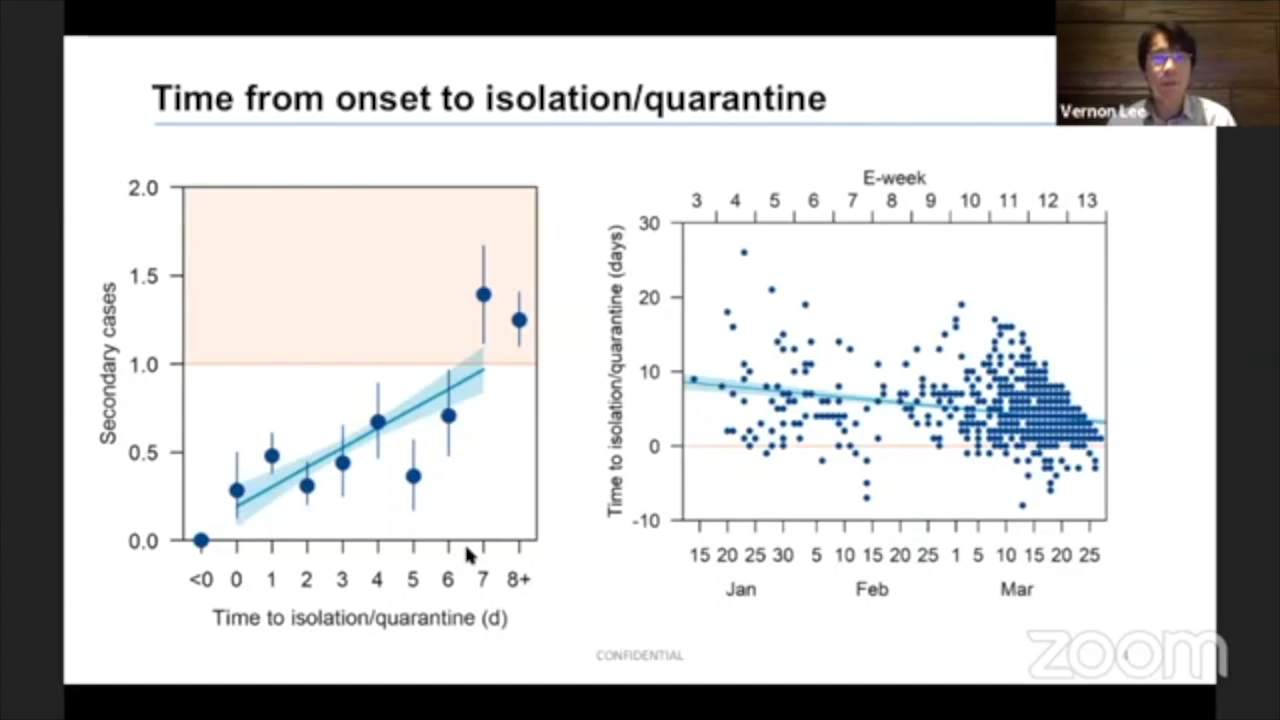 Time from onset to isolation/quarantine
Vernon Lee
2.0
1.5
1.0
0.5
0.0
Secondary cases
<0 0 1 2 3 4 5 6 7 8+
Time to isolation/quarantine (d)
E-week
3 4 5 6 7 8 9 10 11 12 13
30
20
10
0
-10
Time to isolation/quarantine (days)
15 20 25 30 5 10 15 20 25 1 5 10 15 20 25
Jan Feb Mar
CONFIDENTIAL
zoom